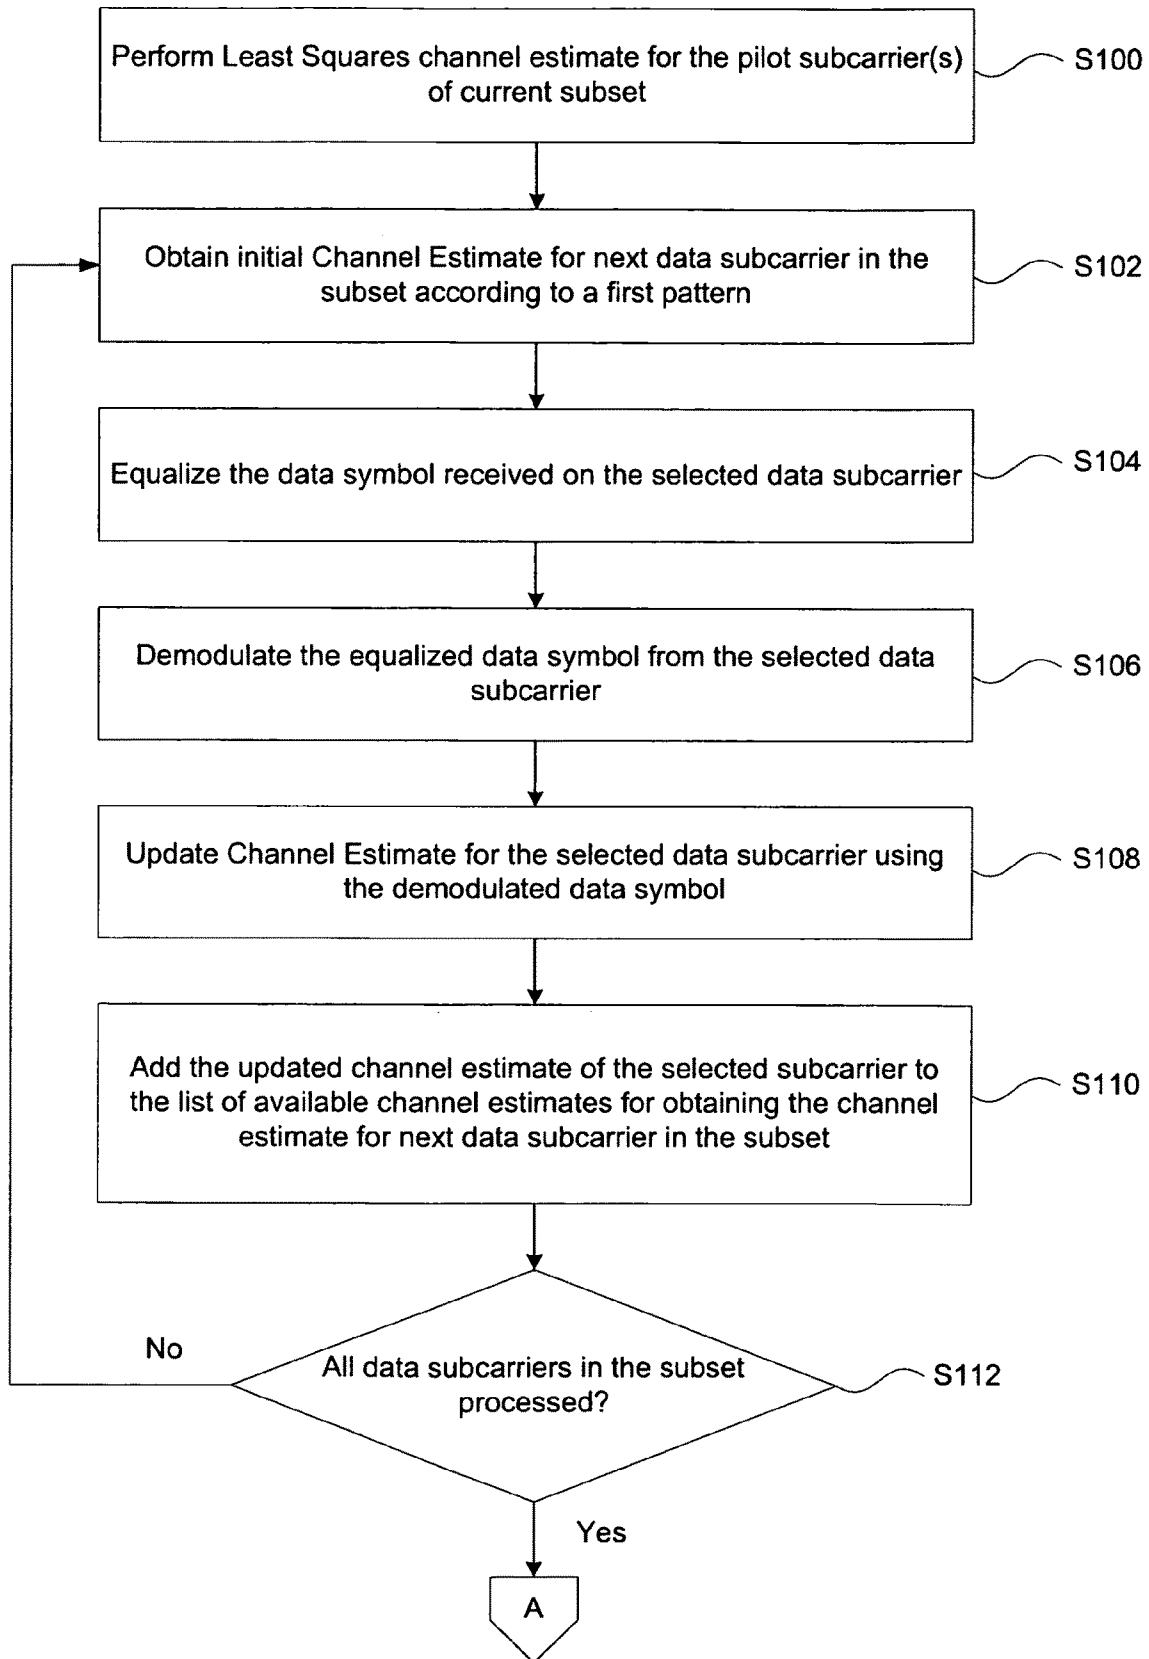 Perform Least Squares channel estimate for the pilot subcarrier(s)
of current subset
S100
Obtain initial Channel Estimate for next data subcarrier in the
subset according to a first pattern
S102
Equalize the data symbol received on the selected data subcarrier
S104
Demodulate the equalized data symbol from the selected data
subcarrier
S106
Update Channel Estimate for the selected data subcarrier using
the demodulated data symbol
S108
Add the updated channel estimate of the selected subcarrier to
the list of available channel estimates for obtaining the channel
estimate for next data subcarrier in the subset
S110
No
All data subcarriers in the subset
processed?
S112
Yes
A